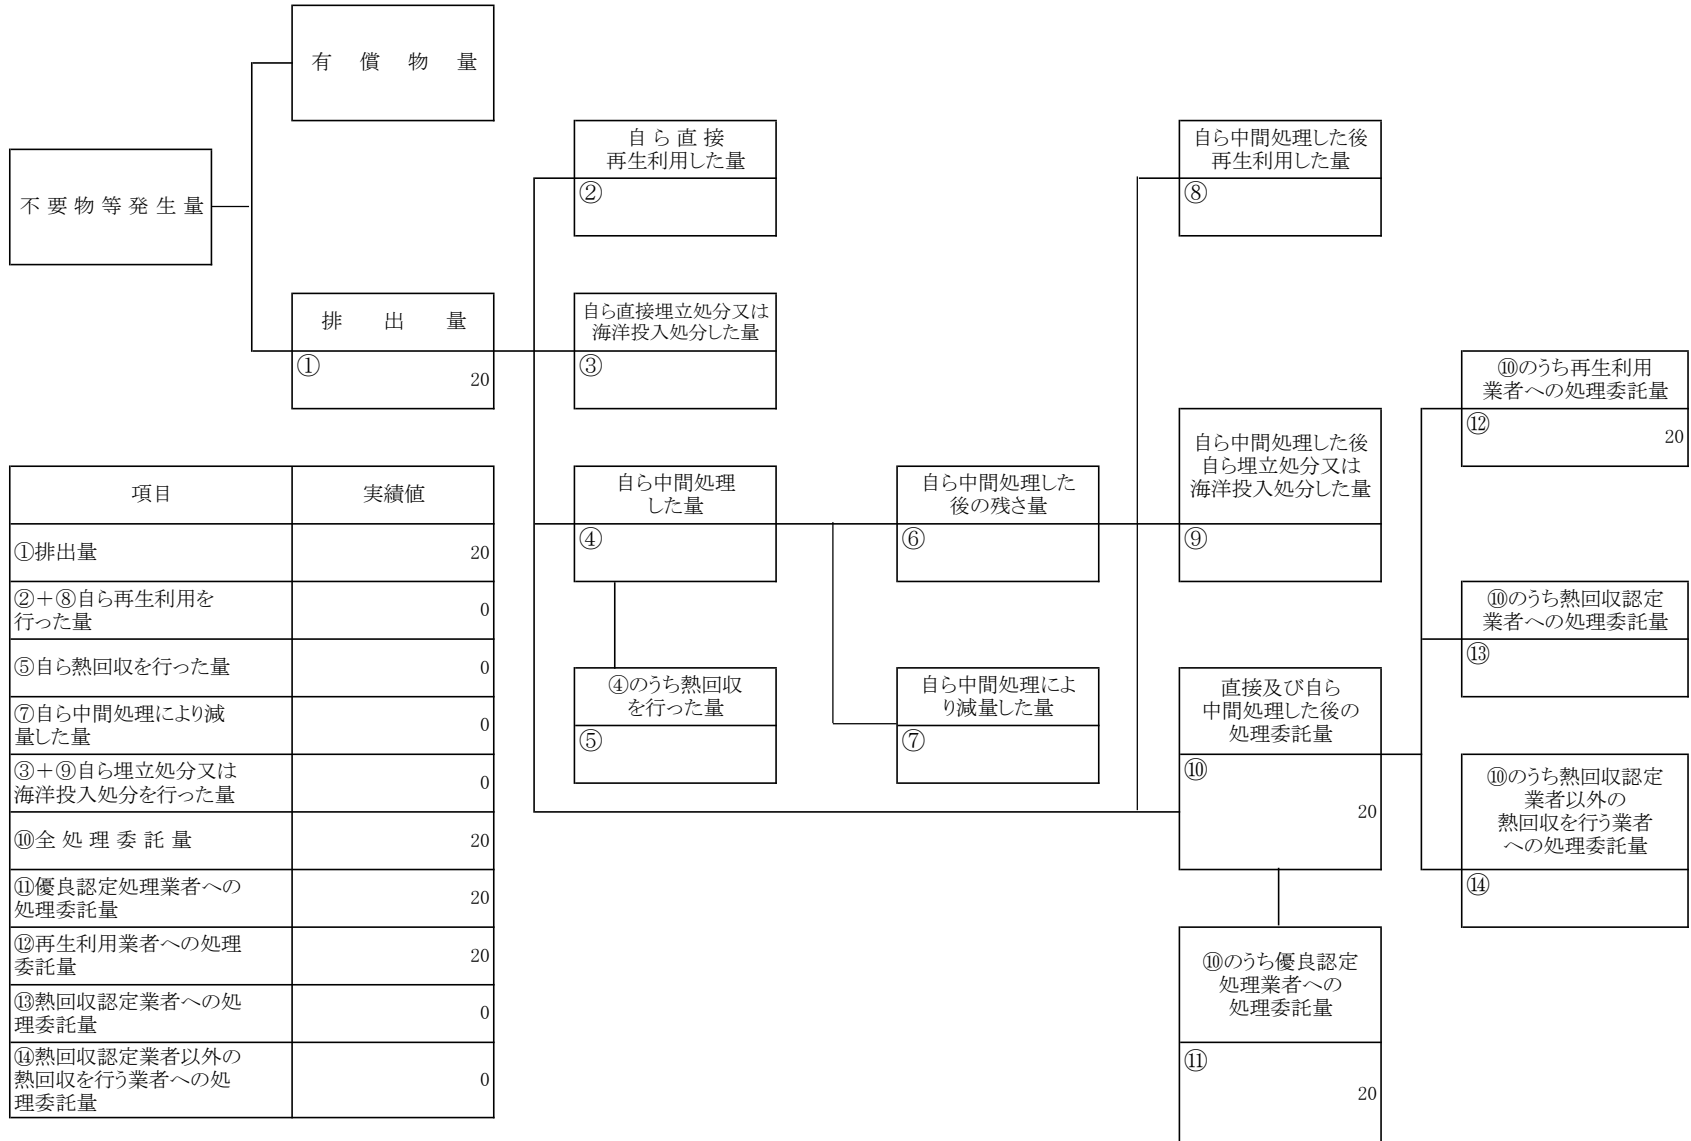 有償物量
自ら直接
再生利用した量
②
自ら中間処理した後
再生利用した量
⑧
不要物等発生量
排出量
①
20
自ら直接埋立処分又は
海洋投入処分した量
③
⑩のうち再生利用
業者への処理委託量
⑫
20
自ら中間処理
した量
④
自ら中間処理した
後の残さ量
⑥
自ら中間処理した後
自ら埋立処分又は
海洋投入処分した量
⑨
⑩のうち熱回収認定
業者への処理委託量
⑬
④のうち熱回収
を行った量
⑤
自ら中間処理によ
り減量した量
⑦
直接及び自ら
中間処理した後の
処理委託量
⑩
20
⑩のうち熱回収認定
業者以外の
熱回収を行う業者
への処理委託量
⑭
⑩のうち優良認定
処理業者への
処理委託量
⑪
20
項目 実績値
①排出量 20
②＋⑧自ら再生利用を
行った量 0
⑤自ら熱回収を行った量 0
⑦自ら中間処理により減
量した量 0
③＋⑨自ら埋立処分又は
海洋投入処分を行った量 0
⑩全処理委託量 20
⑪優良認定処理業者への
処理委託量 20
⑫再生利用業者への処理
委託量 20
⑬熱回収認定業者への処
理委託量 0
⑭熱回収認定業者以外の
熱回収を行う業者への処 0
理委託量